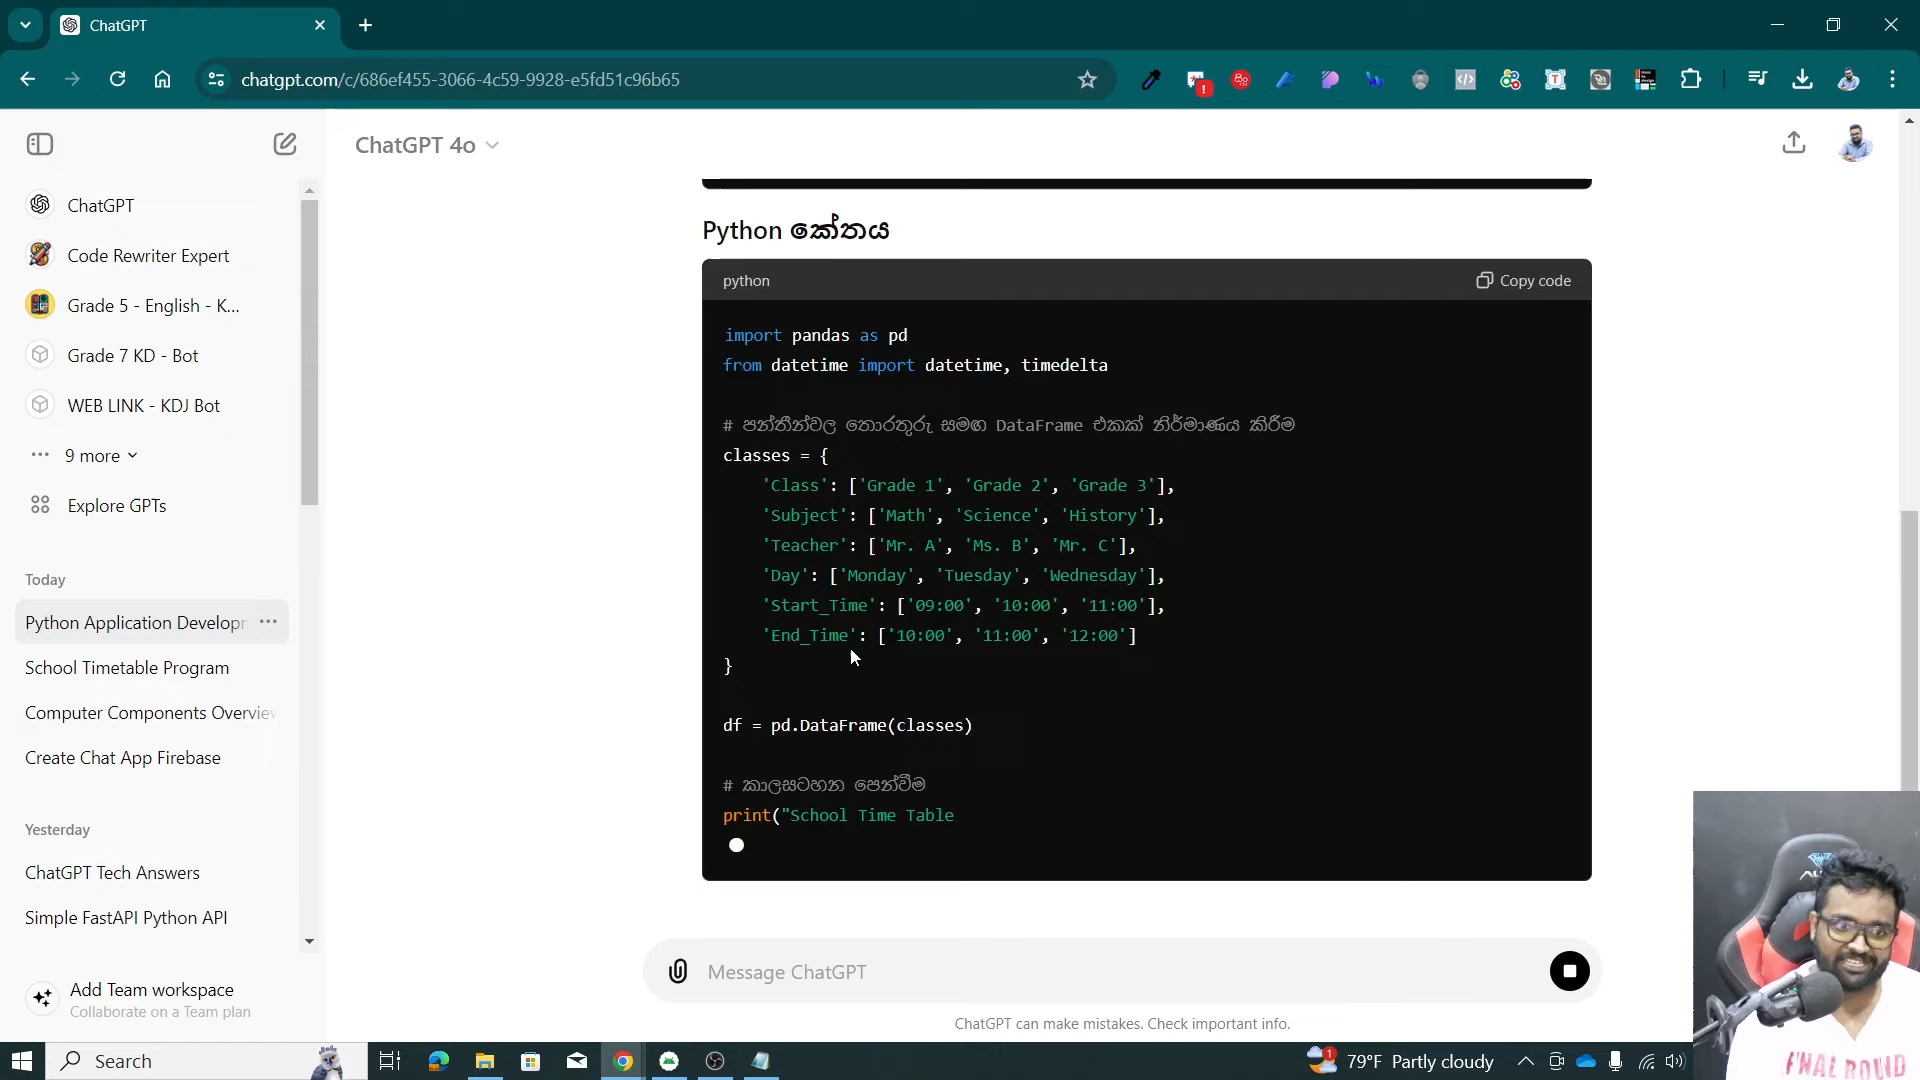 ChatGPT
chatgpt.com/c/686ef455-3066-4c59-9928-e5fd51c96b65
ChatGPT
Code Rewriter Expert
Grade 5 - English - K...
Grade 7 KD - Bot
WEB LINK - KDJ Bot
9 more
Explore GPTs
Today
Python Application Developm
School Timetable Program
Computer Components Overview
Create Chat App Firebase
Yesterday
ChatGPT Tech Answers
Simple FastAPI Python API
Add Team workspace
Collaborate on a Team plan
ChatGPT 4o
Python කේතය
python
Copy code
import pandas as pd
from datetime import datetime, timedelta
# පන්තීන්වල තොරතුරු සමඟ DataFrame එකක් නිර්මාණය කිරීම
classes = {
'Class': ['Grade 1', 'Grade 2', 'Grade 3'],
'Subject': ['Math', 'Science', 'History'],
'Teacher': ['Mr. A', 'Ms. B', 'Mr. C'],
'Day': ['Monday', 'Tuesday', 'Wednesday'],
'Start_Time': ['09:00', '10:00', '11:00'],
'End_Time': ['10:00', '11:00', '12:00']
}
df = pd.DataFrame(classes)
# කාලසටහන පෙන්වීම
print("School Time Table
Message ChatGPT
ChatGPT can make mistakes. Check important info.
Search
1
79°F Partly cloudy
FINAL ROUND